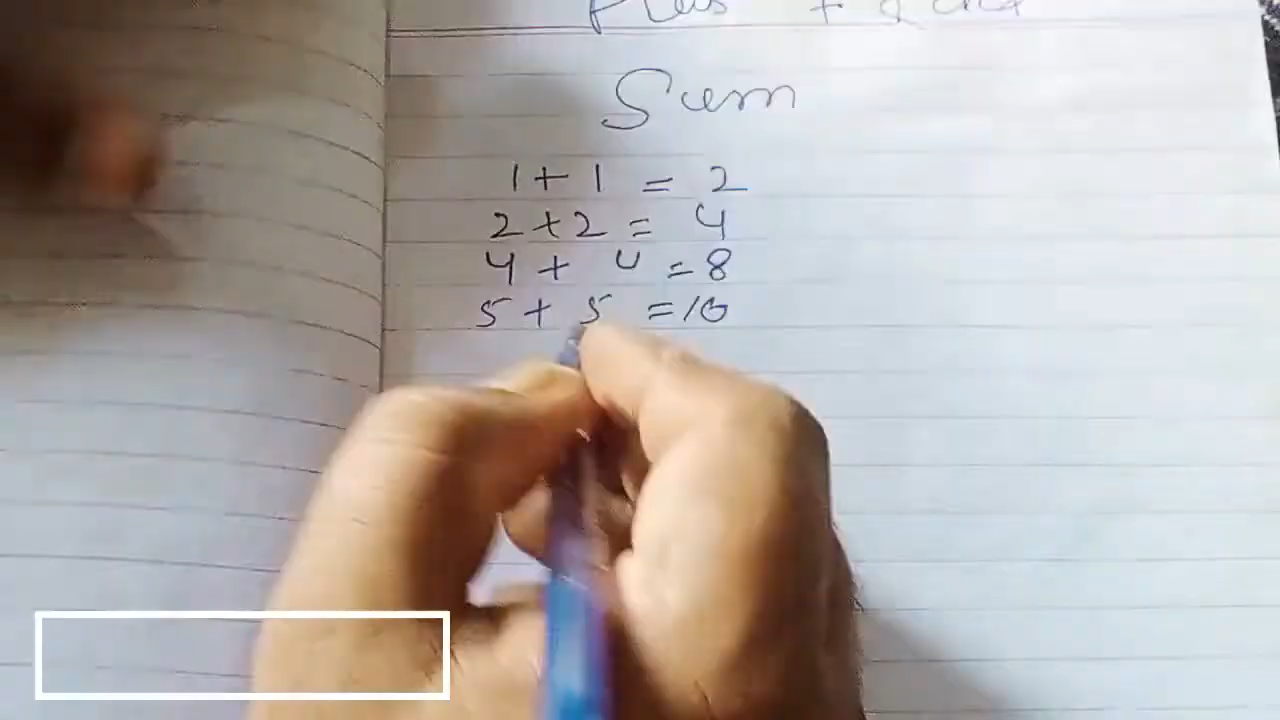 Sum
1 + 1 = 2
2 + 2 = 4
4 + 4 = 8
5 + 5 = 10